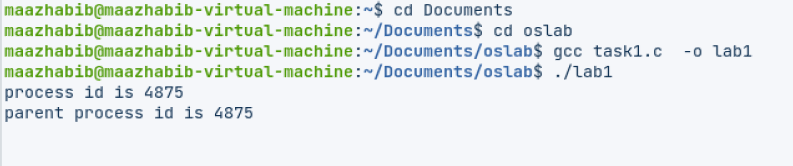 maazhabib@maazhabib-virtual-machine:~$ cd Documents
maazhabib@maazhabib-virtual-machine:~/Documents$ cd oslab
maazhabib@maazhabib-virtual-machine:~/Documents/oslab$ gcc task1.c  -o lab1
maazhabib@maazhabib-virtual-machine:~/Documents/oslab$ ./lab1
process id is 4875
parent process id is 4875